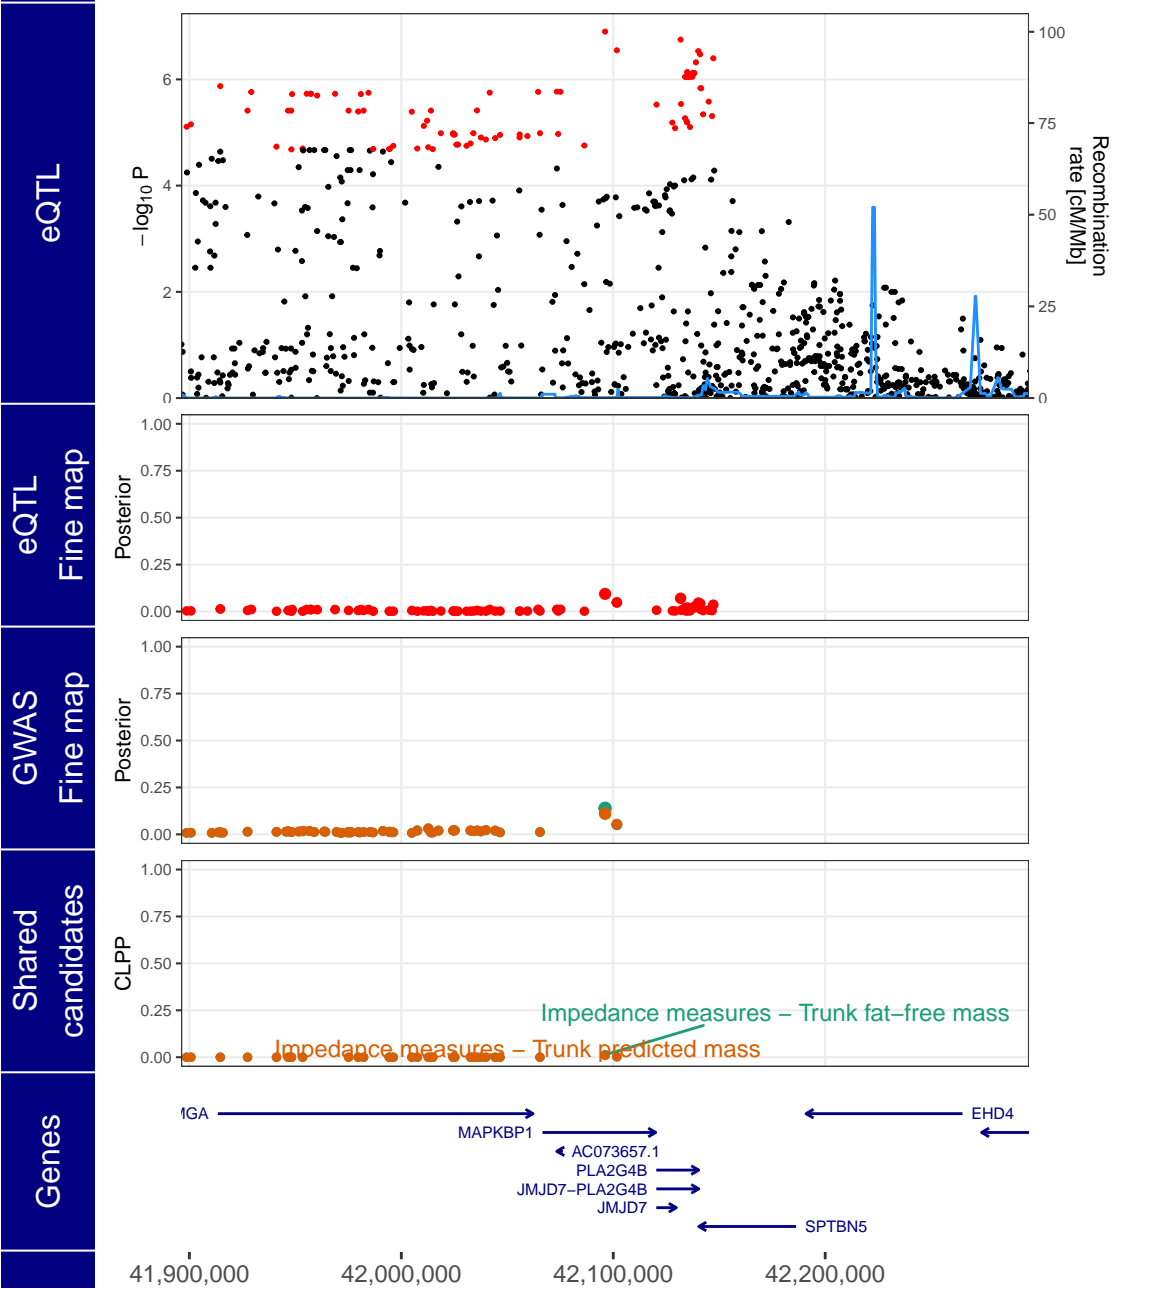 eQTL
−log10 P
6
4
2
0
100
75
50
25
0
Recombination
rate [cM/Mb]
eQTL
Fine map
Posterior
1.00
0.75
0.50
0.25
0.00
GWAS
Fine map
Posterior
1.00
0.75
0.50
0.25
0.00
Shared
candidates
CLPP
1.00
0.75
0.50
0.25
0.00
Impedance measures − Trunk fat−free mass
Impedance measures − Trunk predicted mass
Genes
MGA
EHD4
MAPKBP1
AC073657.1
PLA2G4B
JMJD7−PLA2G4B
JMJD7
SPTBN5
41,900,000
42,000,000
42,100,000
42,200,000